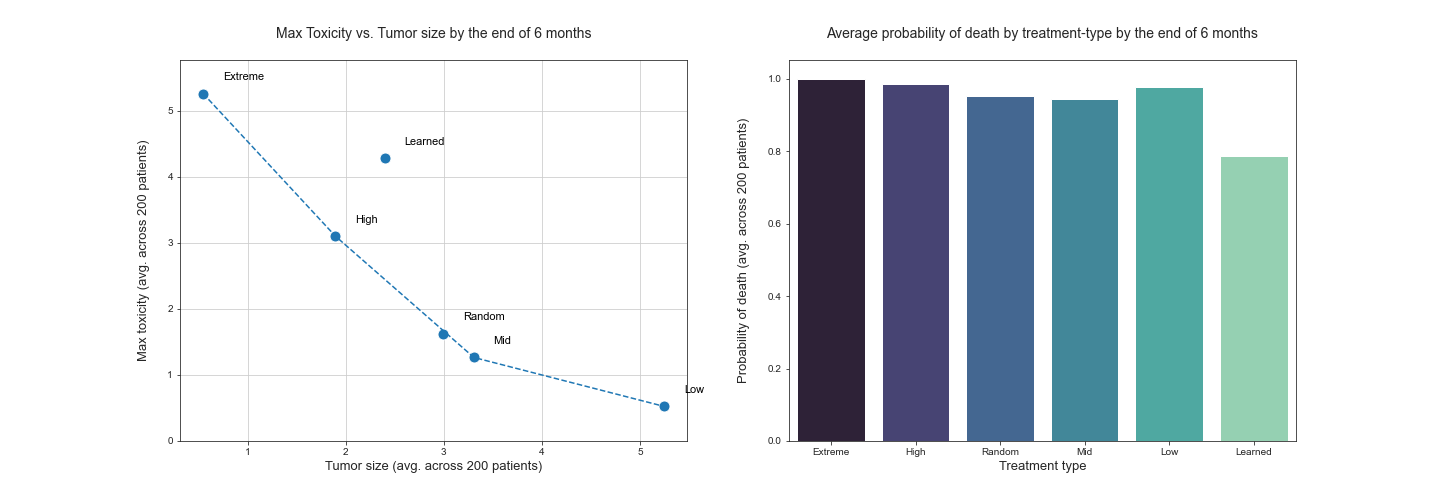 Max Toxicity vs. Tumor size by the end of 6 months
Max toxicity (avg. across 200 patients)
5
4
3
2
1
0
Extreme
Learned
High
Random
Mid
Low
1
2
3
4
5
Tumor size (avg. across 200 patients)
Average probability of death by treatment-type by the end of 6 months
Probability of death (avg. across 200 patients)
1.0
0.8
0.6
0.4
0.2
0.0
Extreme
High
Random
Mid
Low
Learned
Treatment type